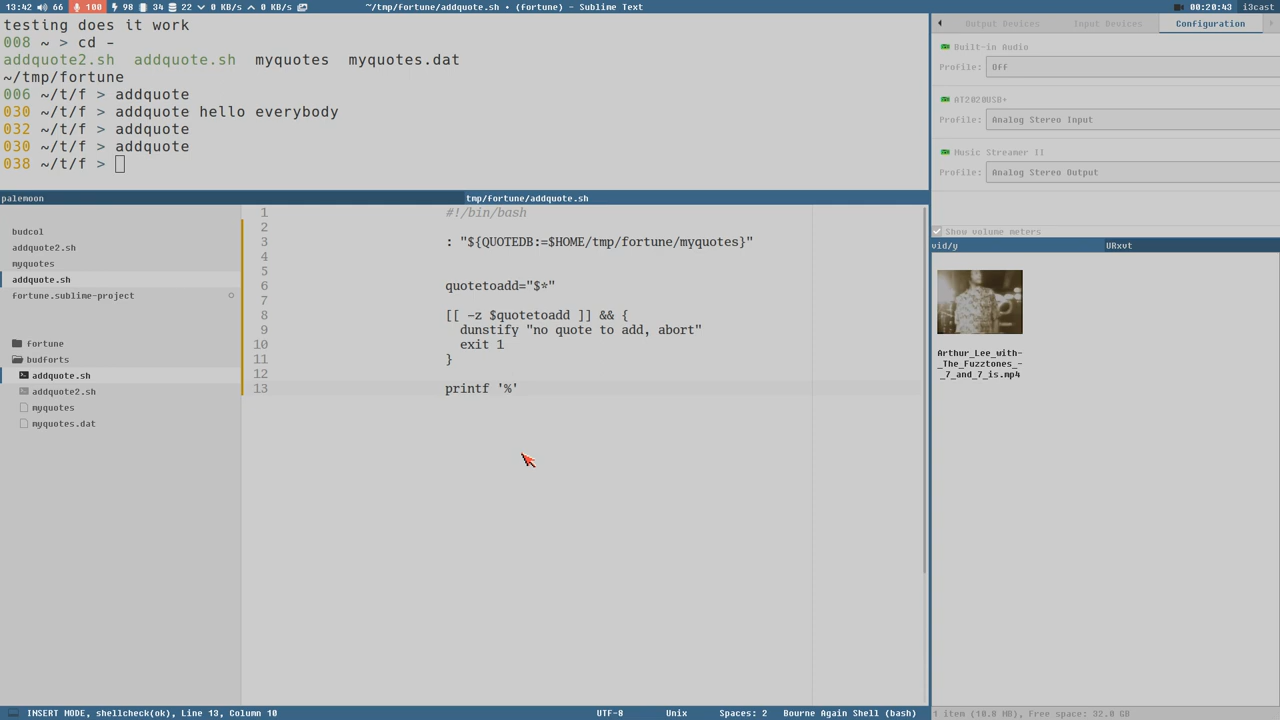 13:42 66 100 98 34 22 0 KB/s 0 KB/s ~/tmp/fortune/addquote.sh • (fortune) - Sublime Text 00:20:43 i3cast
testing does it work
008 ~ > cd -
addquote2.sh addquote.sh myquotes myquotes.dat
~/tmp/fortune
006 ~/t/f > addquote
030 ~/t/f > addquote hello everybody
032 ~/t/f > addquote
030 ~/t/f > addquote
038 ~/t/f >
Output Devices Input Devices Configuration
Built-in Audio
Profile: Off
AT2020USB+
Profile: Analog Stereo Input
Music Streamer II
Profile: Analog Stereo Output
Show volume meters
palemoon tmp/fortune/addquote.sh
budcol
addquote2.sh
myquotes
addquote.sh
fortune.sublime-project
fortune
budforts
addquote.sh
addquote2.sh
myquotes
myquotes.dat
1 #!/bin/bash
2
3 : "${QUOTEDB:=$HOME/tmp/fortune/myquotes}"
4
5
6 quotetoadd="$*"
7
8 [[ -z $quotetoadd ]] && {
9 dunstify "no quote to add, abort"
10 exit 1
11 }
12
13 printf '%'
vid/y URxvt
Arthur_Lee_with-
_The_Fuzztones_-
_7_and_7_is.mp4
INSERT MODE, shellcheck(ok), Line 13, Column 10 UTF-8 Unix Spaces: 2 Bourne Again Shell (bash)
1 item (10.8 MB), Free space: 32.0 GB